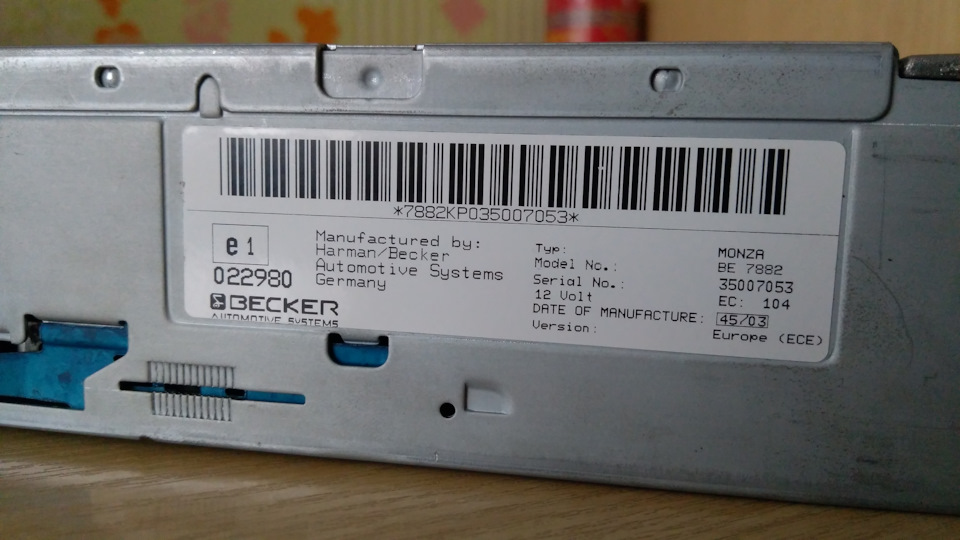 *7882KP035007053*
e1
022980
BECKER
AUTOMOTIVE SYSTEMS
Manufactured by:
Harman/Becker
Automotive Systems
Germany
Typ: MONZA
Model No.: BE 7882
Serial No.: 35007053
12 Volt EC: 104
DATE OF MANUFACTURE: 45/03
Version: Europe (ECE)